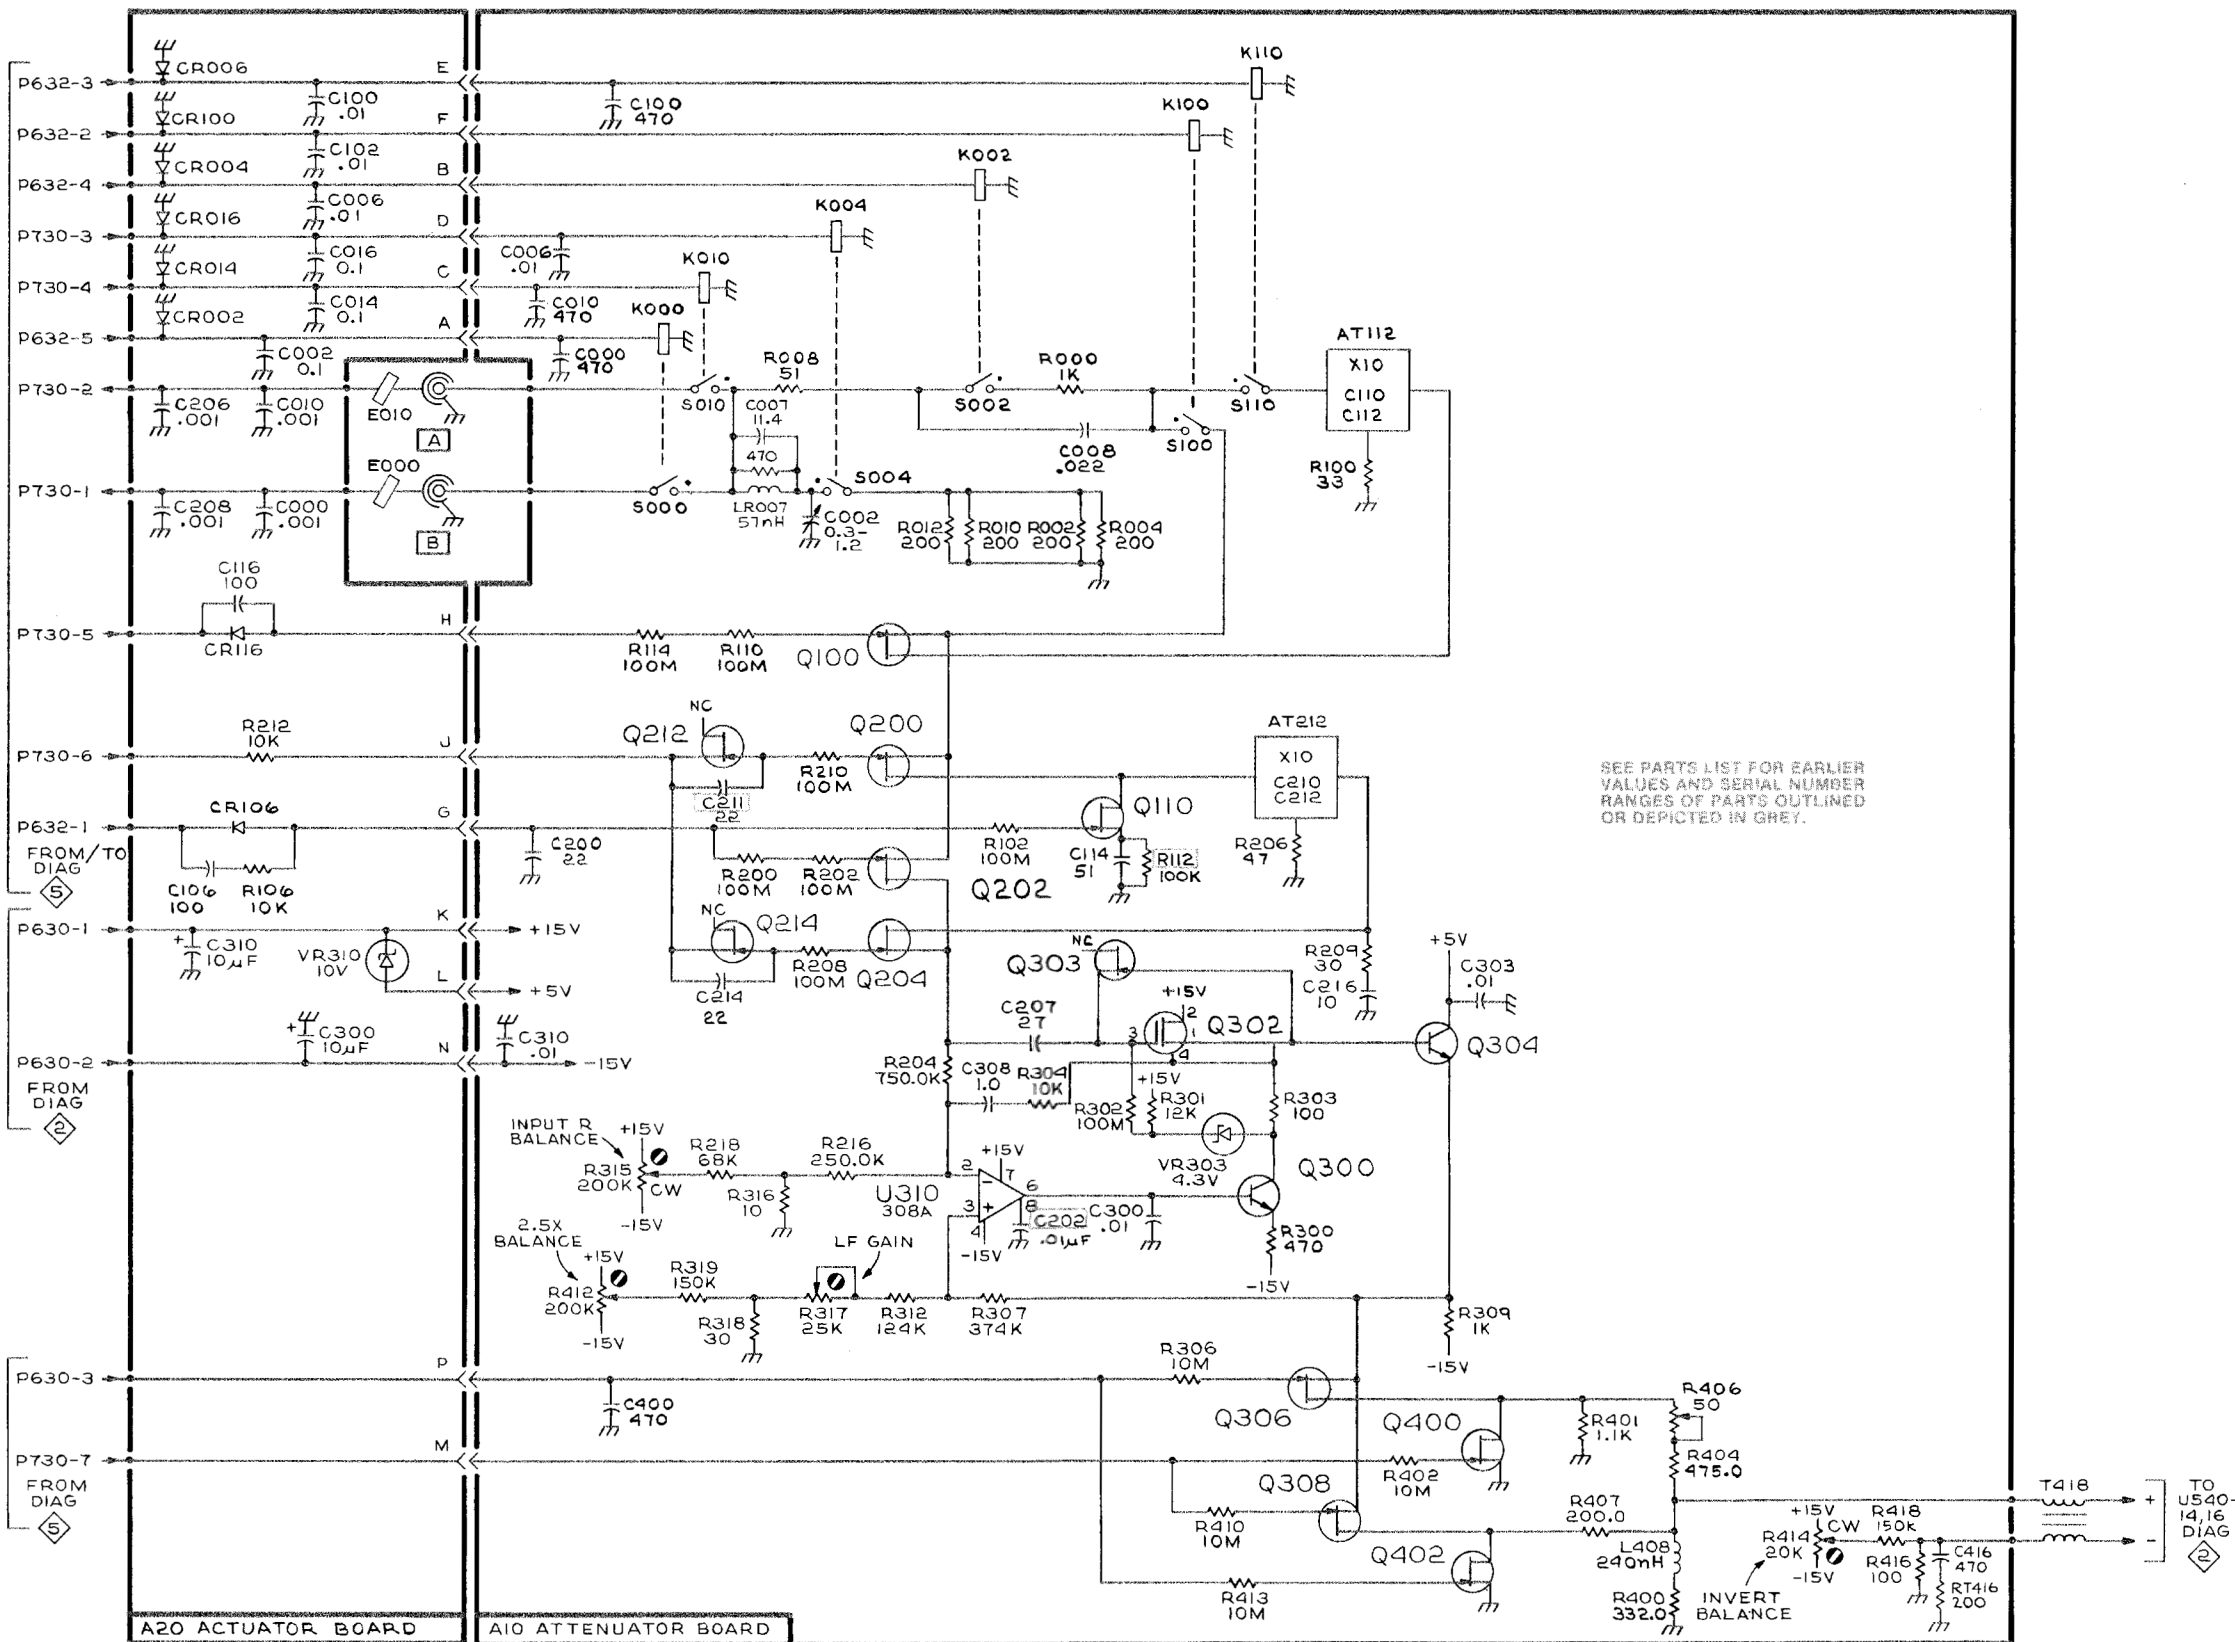 K110
P632-3
CR006
E
C100
.01
C100
470
K100
P632-2
CR100
F
C102
.01
K002
P632-4
CR004
B
C006
.01
K004
P730-3
CR016
D
C016
0.1
C006
.01
K010
P730-4
CR014
C
C014
0.1
C010
470
K000
P632-5
CR002
A
C002
0.1
C000
470
R008
51
R000
1K
AT112
X10
C110
C112
P730-2
C206
.001
C010
.001
E010
A
S010
C007
11.4
470
S002
S110
S100
C008
.022
R100
33
E000
P730-1
C208
.001
C000
.001
B
S000
LR007
57nH
S004
C002
0.3-
1.2
R012
200
R010
200
R002
200
R004
200
C116
100
P730-5
CR116
H
R114
100M
R110
100M
Q100
NC
Q212
Q200
AT212
X10
C210
C212
R212
10K
P730-6
J
R210
100M
C211
22
Q110
SEE PARTS LIST FOR EARLIER
VALUES AND SERIAL NUMBER
RANGES OF PARTS OUTLINED
OR DEPICTED IN GREY.
CR106
P632-1
G
C200
22
R102
100M
C114
51
R112
100K
R206
47
FROM/TO
DIAG
5
C106
100
R106
10K
R200
100M
R202
100M
Q202
NC
Q214
P630-1
K
+15V
C310
10µF
VR310
10V
L
+5V
R208
100M
Q204
C214
22
NC
Q303
R209
30
C216
10
+5V
C303
.01
C207
27
+15V
2
3
1
4
Q302
Q304
C300
10µF
C310
.01
P630-2
N
-15V
FROM
DIAG
2
R204
750.0K
C308
1.0
R304
10K
+15V
R302
100M
R301
12K
R303
100
VR303
4.3V
Q300
INPUT R
BALANCE
+15V
R315
200K
CW
-15V
R218
68K
R316
10
R216
250.0K
U310
308A
+15V
2
7
6
8
3
4
-15V
C202
.01µF
C300
.01
R300
470
-15V
2.5X
BALANCE
+15V
R412
200K
-15V
R319
150K
R318
30
LF GAIN
R317
25K
R312
124K
R307
374K
R309
1K
-15V
P630-3
P
C400
470
R306
10M
Q306
Q400
R401
1.1K
R406
50
R404
475.0
P730-7
M
FROM
DIAG
5
R402
10M
Q308
R410
10M
R407
200.0
Q402
R413
10M
L408
240nH
R400
332.0
+15V
CW
R414
20K
-15V
INVERT
BALANCE
R418
150K
R416
100
C416
470
RT416
200
T418
+
-
TO
U540-
14,16
DIAG
2
A20 ACTUATOR BOARD
A10 ATTENUATOR BOARD